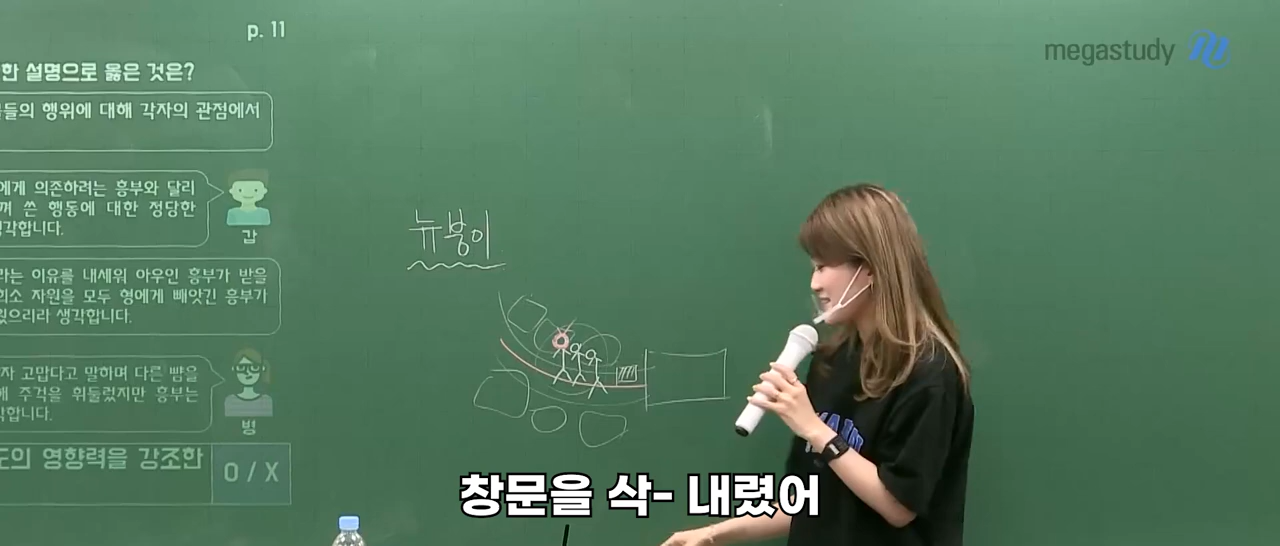 p. 11
megastudy
한 설명으로 옳은 것은?
들의 행위에 대해 각자의 관점에서
에게 의존하려는 흥부와 달리
껴 쓴 행동에 대한 정당한
각합니다.
갑
뉴붕이
라는 이유를 내세워 아우인 흥부가 받을
희소 자원을 모두 형에게 빼앗긴 흥부가
으리라 생각합니다.
자 고맙다고 말하며 다른 뺨을
주걱을 휘둘렀지만 흥부는
각합니다.
병
도의 영향력을 강조한
O / X
창문을 삭- 내렸어